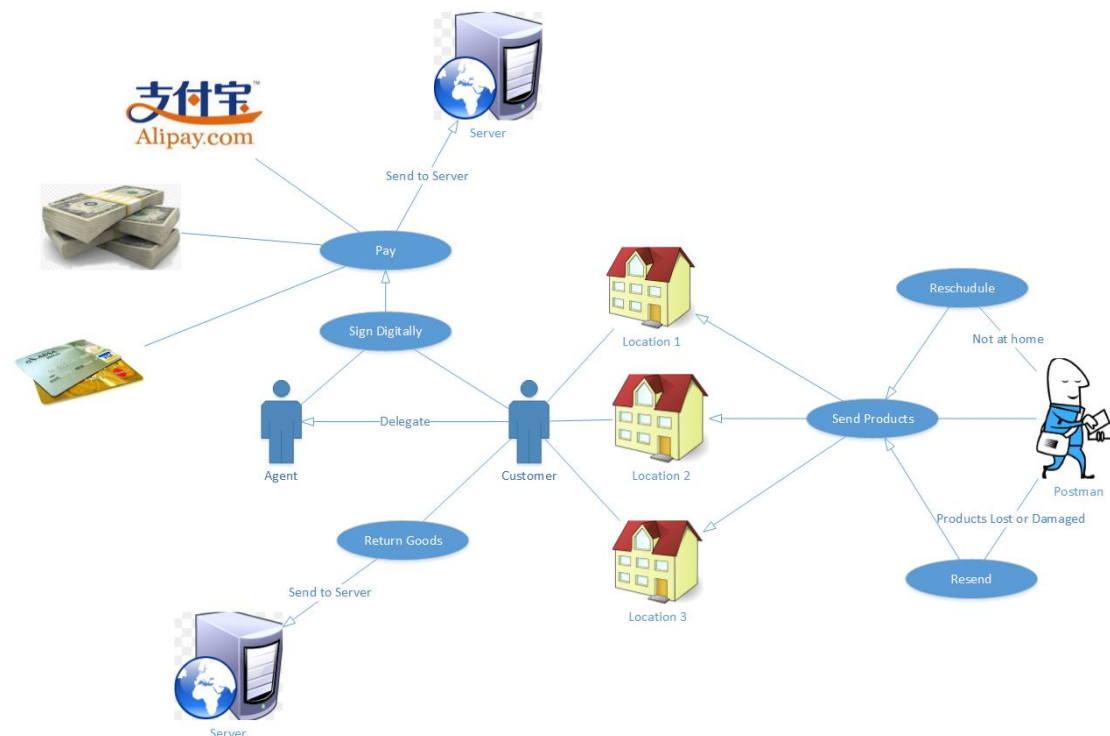 支付宝™
Alipay.com
Server
Send to Server
Pay
Sign Digitally
Location 1
Reschudule
Not at home
Delegate
Send Products
Agent
Customer
Location 2
Postman
Return Goods
Products Lost or Damaged
Send to Server
Location 3
Resend
Server